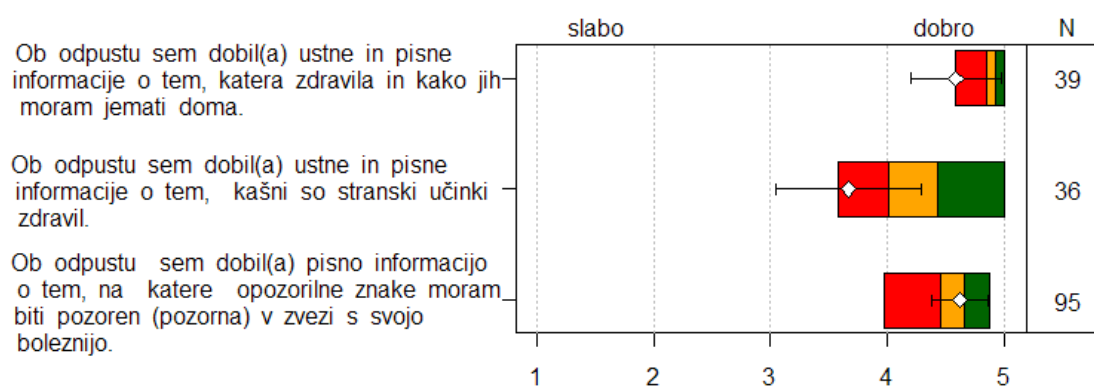 slabo dobro N
Ob odpustu sem dobil(a) ustne in pisne
informacije o tem, katera zdravila in kako jih
moram jemati doma.
39
Ob odpustu sem dobil(a) ustne in pisne
informacije o tem, kašni so stranski učinki
zdravil.
36
Ob odpustu sem dobil(a) pisno informacijo
o tem, na katere opozorilne znake moram
biti pozoren (pozorna) v zvezi s svojo
boleznijo.
95
1 2 3 4 5